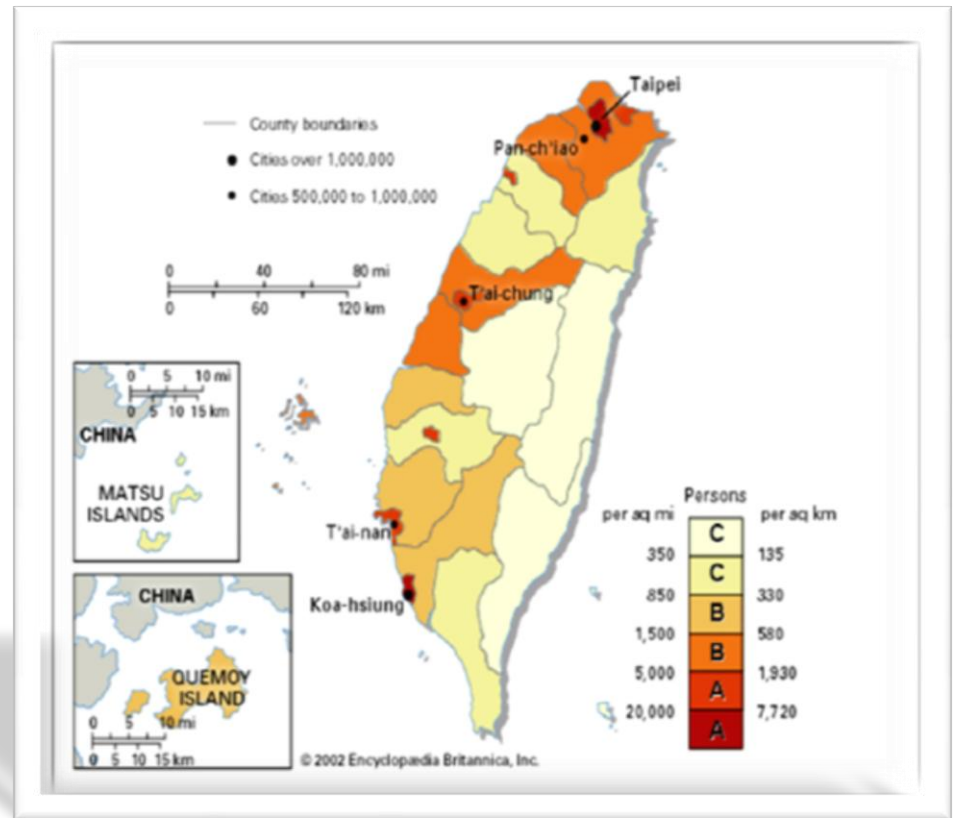 Taipei
County boundaries
Pan-ch'iao
Cities over 1,000,000
Cities 500,000 to 1,000,000
0 40 80 mi
0 60 120 km
T'ai-chung
0 5 10 mi
0 5 10 15 km
CHINA
MATSU
ISLANDS
T'ai-nan
Koa-hsiung
CHINA
QUEMOY
ISLAND
0 5 10 mi
0 5 10 15 km
Persons
per sq mi per sq km
C
350 135
C
850 330
B
1,500 580
B
5,000 1,930
A
20,000 7,720
A
© 2002 Encyclopædia Britannica, Inc.